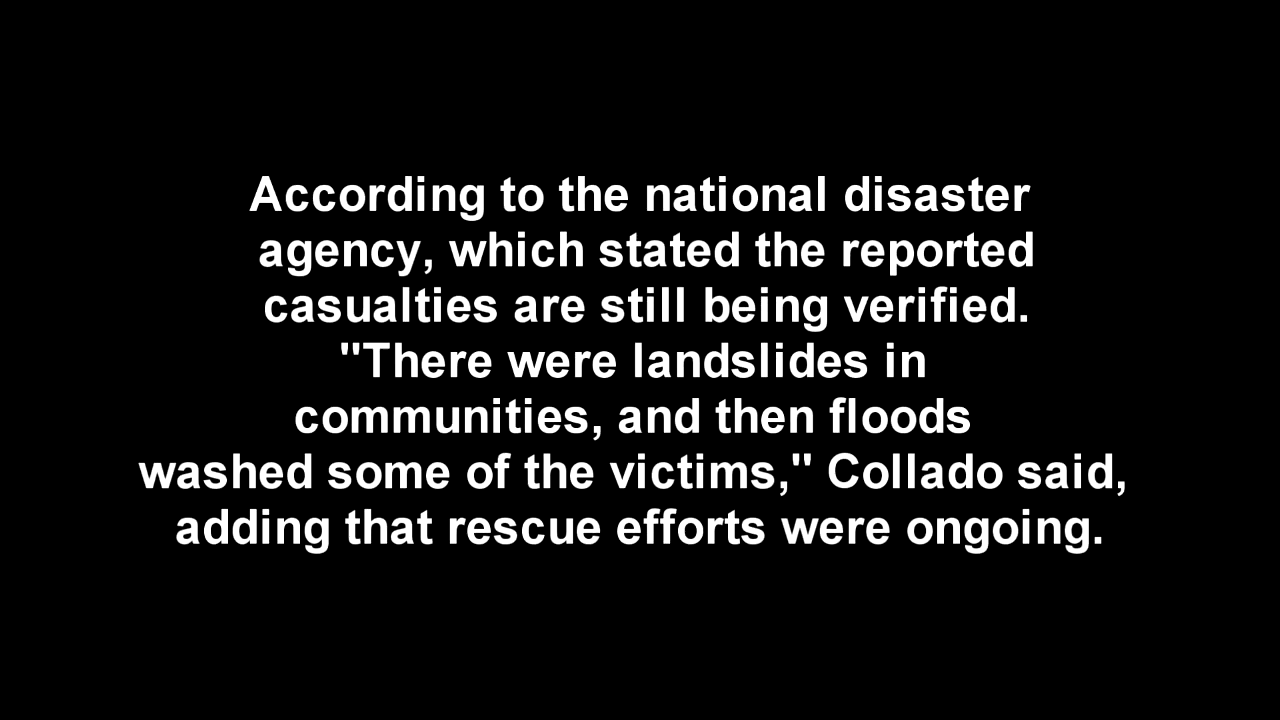 According to the national disaster
agency, which stated the reported
casualties are still being verified.
"There were landslides in
communities, and then floods
washed some of the victims," Collado said,
adding that rescue efforts were ongoing.